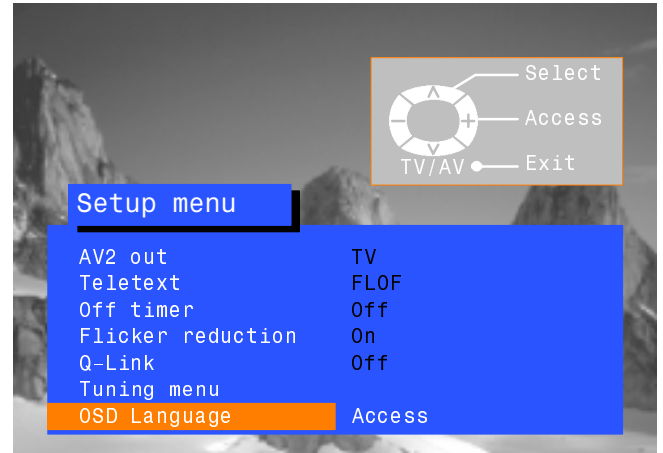 Select
Access
TV/AV Exit
Setup menu
AV2 out TV
Teletext FLOF
Off timer Off
Flicker reduction On
Q-Link Off
Tuning menu
OSD Language Access